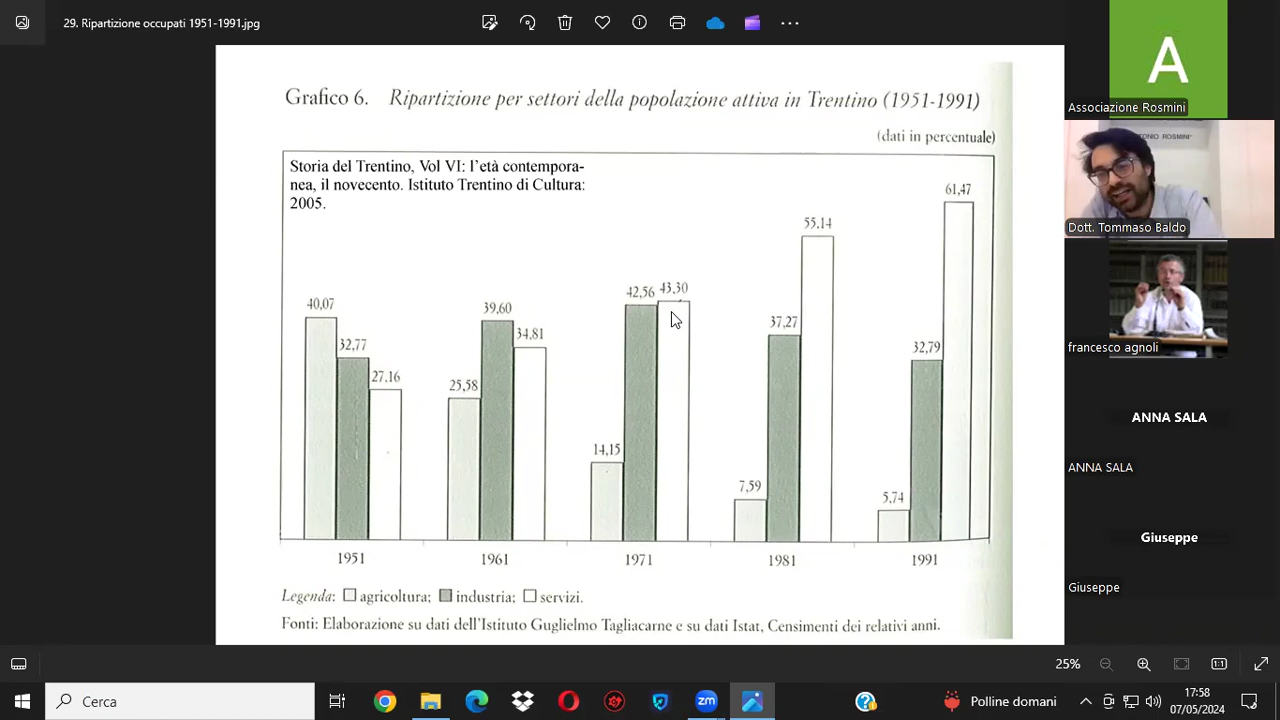 29. Ripartizione occupati 1951-1991.jpg
Grafico 6. Ripartizione per settori della popolazione attiva in Trentino (1951-1991)
(dati in percentuale)
Storia del Trentino, Vol VI: l'età contempora-
nea, il novecento. Istituto Trentino di Cultura:
2005.
40,07
32,77
27.16
25,58
39,60
34,81
14,15
42,56
43,30
7,59
37,27
55.14
5,74
32,79
61,47
1951
1961
1971
1981
1991
Legenda: agricoltura; industria; servizi.
Fonti: Elaborazione su dati dell'Istituto Guglielmo Tagliacarne e su dati Istat, Censimenti dei relativi anni.
A
Associazione Rosmini
TONIO ROSMINI"
Dott. Tommaso Baldo
francesco agnoli
ANNA SALA
ANNA SALA
Giuseppe
Giuseppe
25%
1:1
Cerca
zm
Polline domani
17:58
07/05/2024